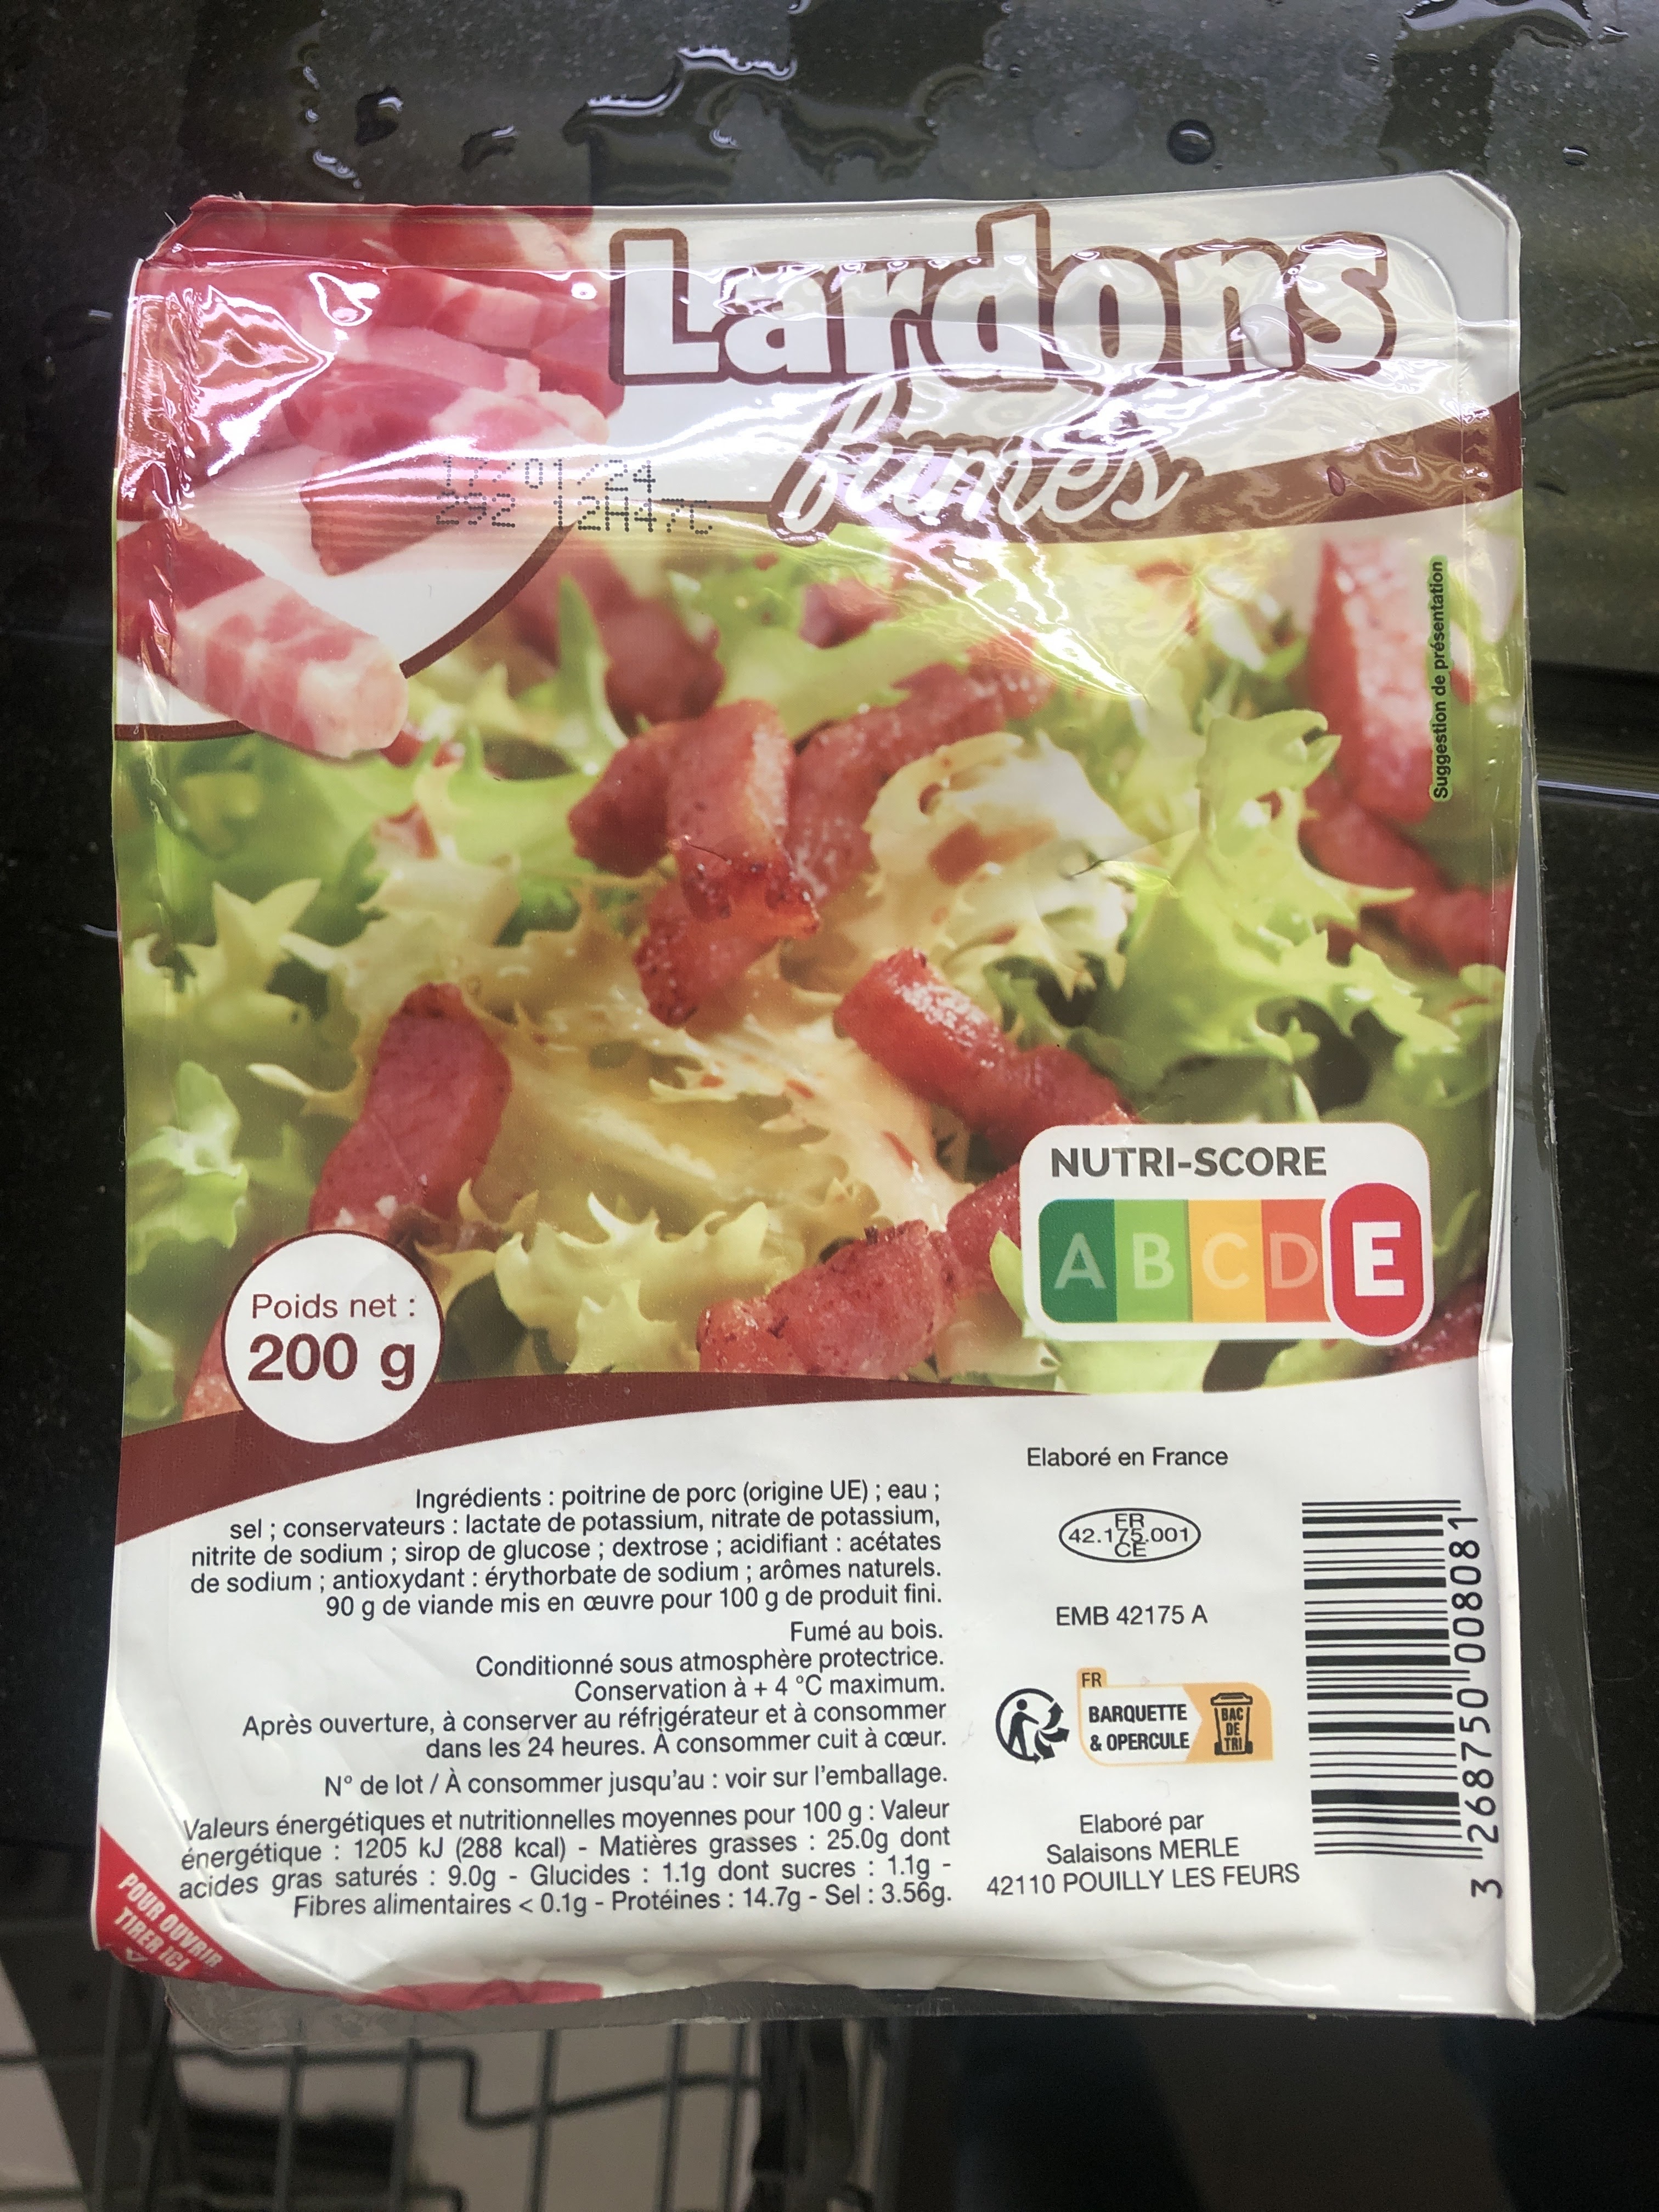 Lardons
fumés
17/01/24
292 12H47C
Suggestion de présentation
NUTRI-SCORE
A B C D E
Poids net :
200 g
Ingrédients : poitrine de porc (origine UE) ; eau ;
sel ; conservateurs : lactate de potassium, nitrate de potassium,
nitrite de sodium ; sirop de glucose ; dextrose ; acidifiant : acétates
de sodium ; antioxydant : érythorbate de sodium ; arômes naturels.
90 g de viande mis en œuvre pour 100 g de produit fini.
Fumé au bois.
Conditionné sous atmosphère protectrice.
Conservation à + 4 °C maximum.
Après ouverture, à conserver au réfrigérateur et à consommer
dans les 24 heures. À consommer cuit à cœur.
N° de lot / À consommer jusqu'au : voir sur l'emballage.
Valeurs énergétiques et nutritionnelles moyennes pour 100 g : Valeur
énergétique : 1205 kJ (288 kcal) - Matières grasses : 25.0g dont
acides gras saturés : 9.0g - Glucides : 1.1g dont sucres : 1.1g -
Fibres alimentaires < 0.1g - Protéines : 14.7g - Sel : 3.56g.
POUR OUVRIR
TIRER ICI
Elaboré en France
FR
42.175.001
CE
EMB 42175 A
FR
BARQUETTE
& OPERCULE
BAC
DE
TRI
Elaboré par
Salaisons MERLE
42110 POUILLY LES FEURS
3 268750 008081